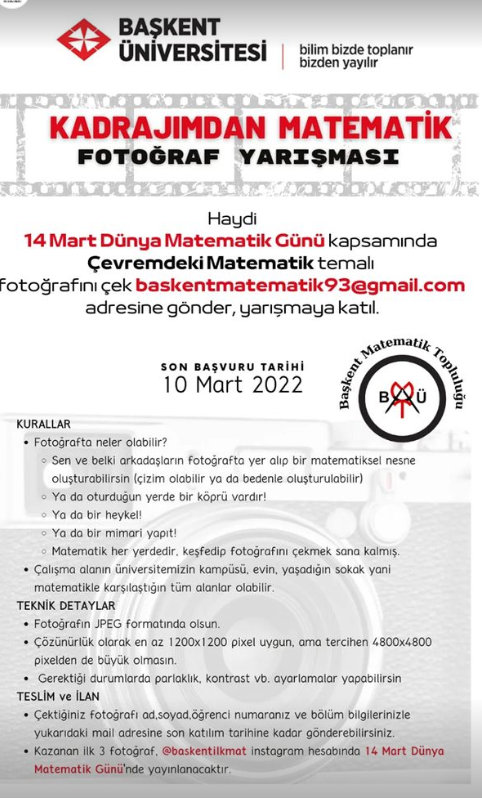 BAŞKENT
ÜNİVERSİTESİ
bilim bizde toplanır
bizden yayılır
KADRAJIMDAN MATEMATİK
FOTOĞRAF YARIŞMASI
Haydi
14 Mart Dünya Matematik Günü kapsamında
Çevremdeki Matematik temalı
fotoğrafını çek baskentmatematik93@gmail.com
adresine gönder, yarışmaya katıl.
SON BAŞVURU TARİHİ
10 Mart 2022
Başkent Matematik Topluluğu
BAÜ
KURALLAR
• Fotoğrafta neler olabilir?
○ Sen ve belki arkadaşların fotoğrafta yer alıp bir matematiksel nesne
oluşturabilirsin (çizim olabilir ya da bedenle oluşturulabilir)
○ Ya da oturduğun yerde bir köprü vardır!
○ Ya da bir heykel!
○ Ya da bir mimari yapıt!
○ Matematik her yerdedir, keşfedip fotoğrafını çekmek sana kalmış.
• Çalışma alanın üniversitemizin kampüsü, evin, yaşadığın sokak yani
matematikle karşılaştığın tüm alanlar olabilir.
TEKNİK DETAYLAR
• Fotoğrafın JPEG formatında olsun.
• Çözünürlük olarak en az 1200x1200 pixel uygun, ama tercihen 4800x4800
pixelden de büyük olmasın.
• Gerektiği durumlarda parlaklık, kontrast vb. ayarlamalar yapabilirsin
TESLİM ve İLAN
• Çektiğiniz fotoğrafı ad,soyad,öğrenci numaranız ve bölüm bilgilerinizle
yukarıdaki mail adresine son katılım tarihine kadar gönderebilirsiniz.
• Kazanan ilk 3 fotoğraf, @baskentilkmat instagram hesabında 14 Mart Dünya
Matematik Günü'nde yayınlanacaktır.